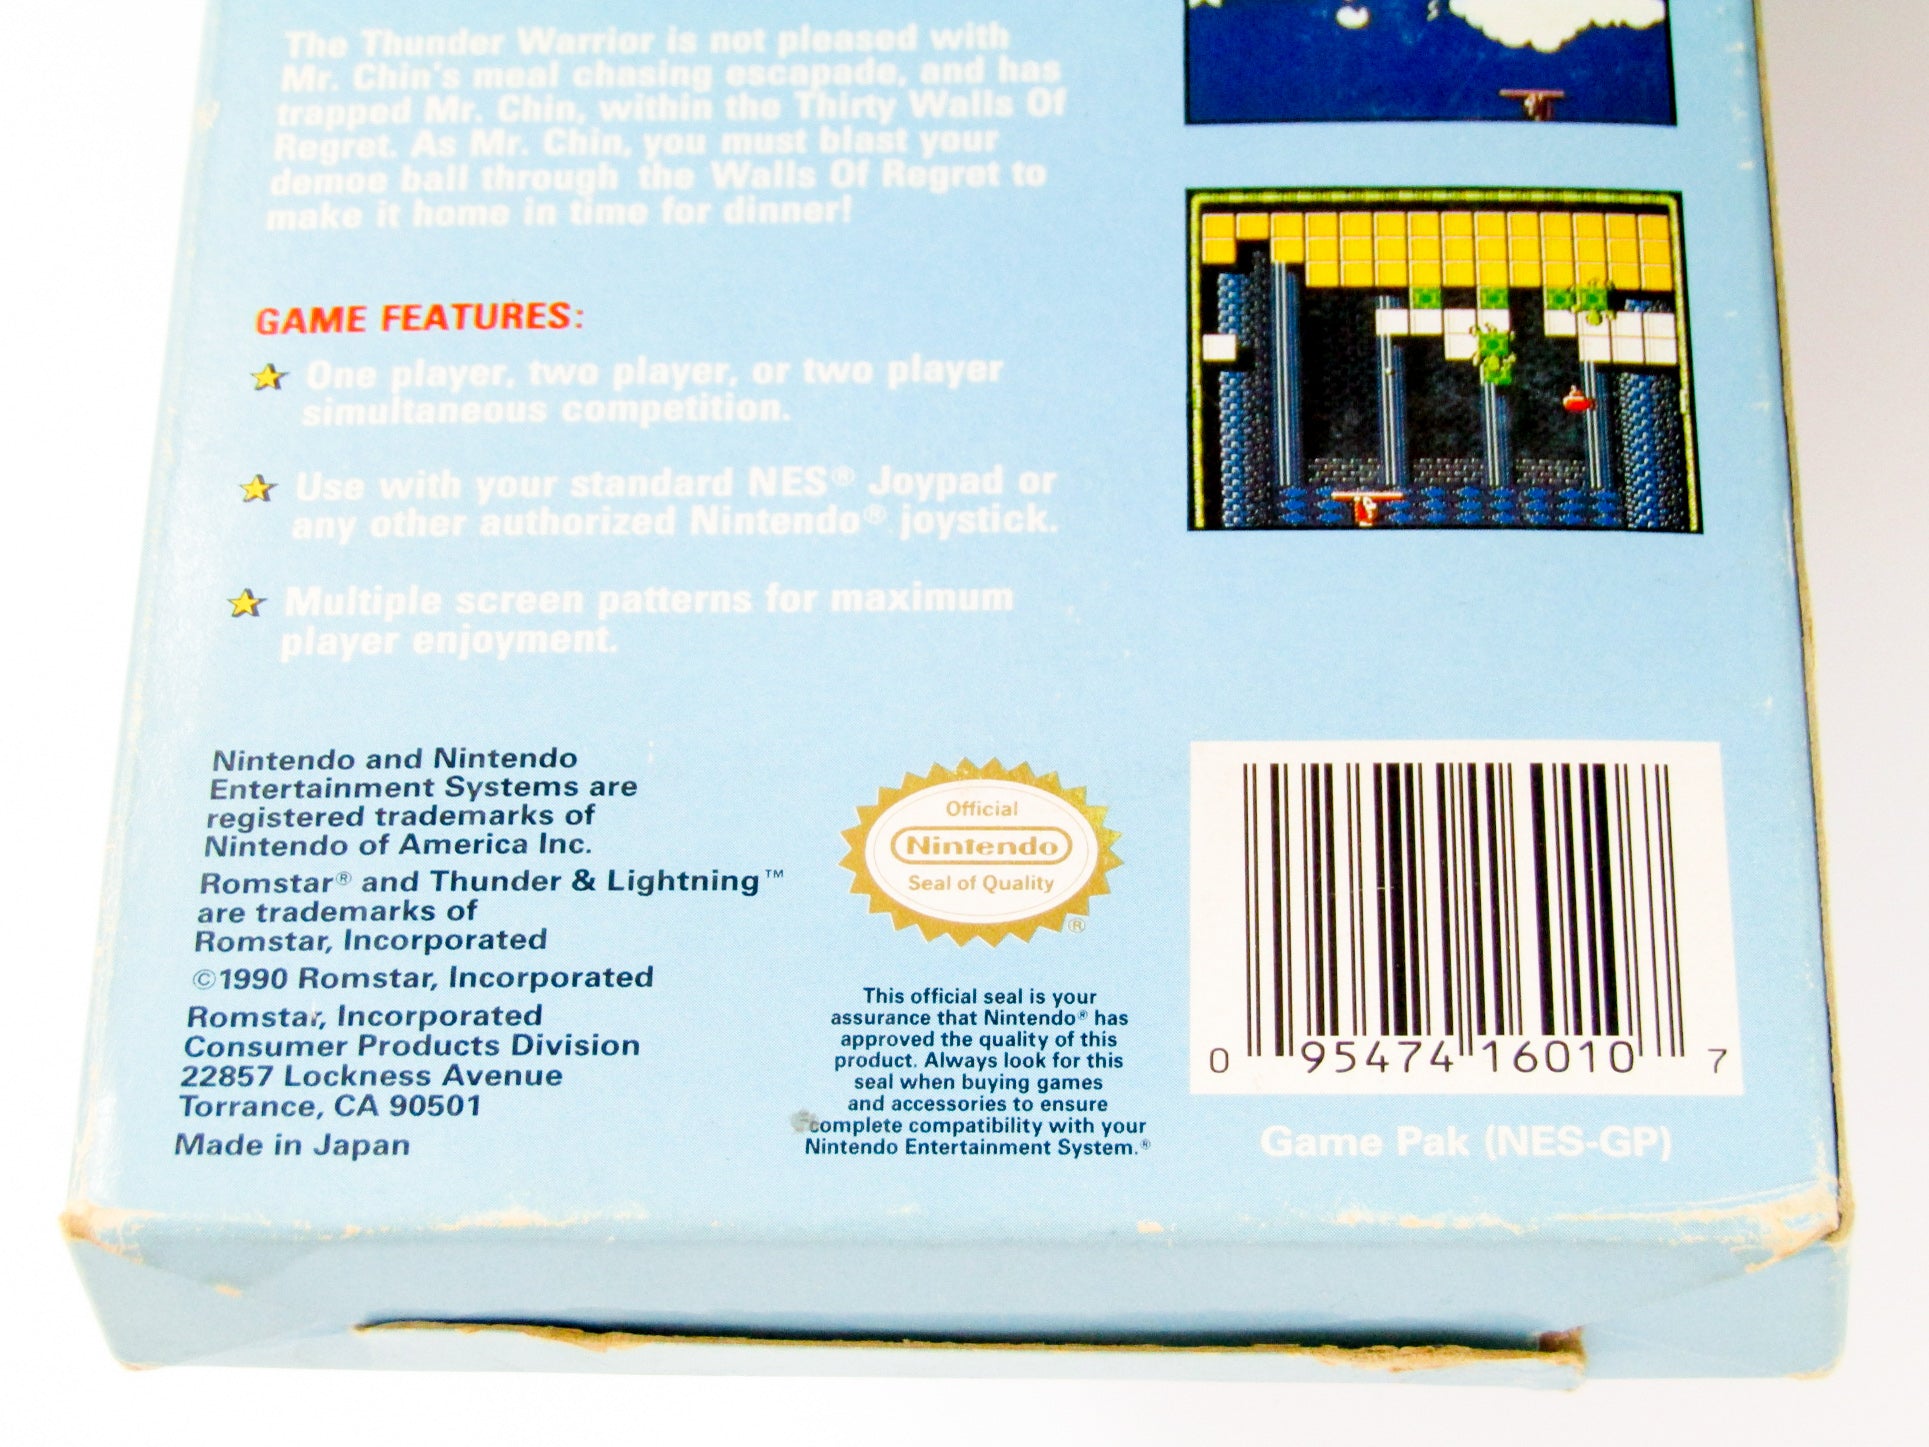 The Thunder Warrior is not pleased with
Mr. Chin's meal chasing escapade, and has
trapped Mr. Chin, within the Thirty Walls Of
Regret. As Mr. Chin, you must blast your
demoe ball through the Walls Of Regret to
make it home in time for dinner!
GAME FEATURES:
One player, two player, or two player
simultaneous competition.
Use with your standard NES® Joypad or
any other authorized Nintendo® joystick.
Multiple screen patterns for maximum
player enjoyment.
Nintendo and Nintendo
Entertainment Systems are
registered trademarks of
Nintendo of America Inc.
Romstar® and Thunder & Lightning™
are trademarks of
Romstar, Incorporated
©1990 Romstar, Incorporated
Romstar, Incorporated
Consumer Products Division
22857 Lockness Avenue
Torrance, CA 90501
Made in Japan
Official
Nintendo
Seal of Quality
®
This official seal is your
assurance that Nintendo® has
approved the quality of this
product. Always look for this
seal when buying games
and accessories to ensure
complete compatibility with your
Nintendo Entertainment System.®
0 95474 16010 7
Game Pak (NES-GP)